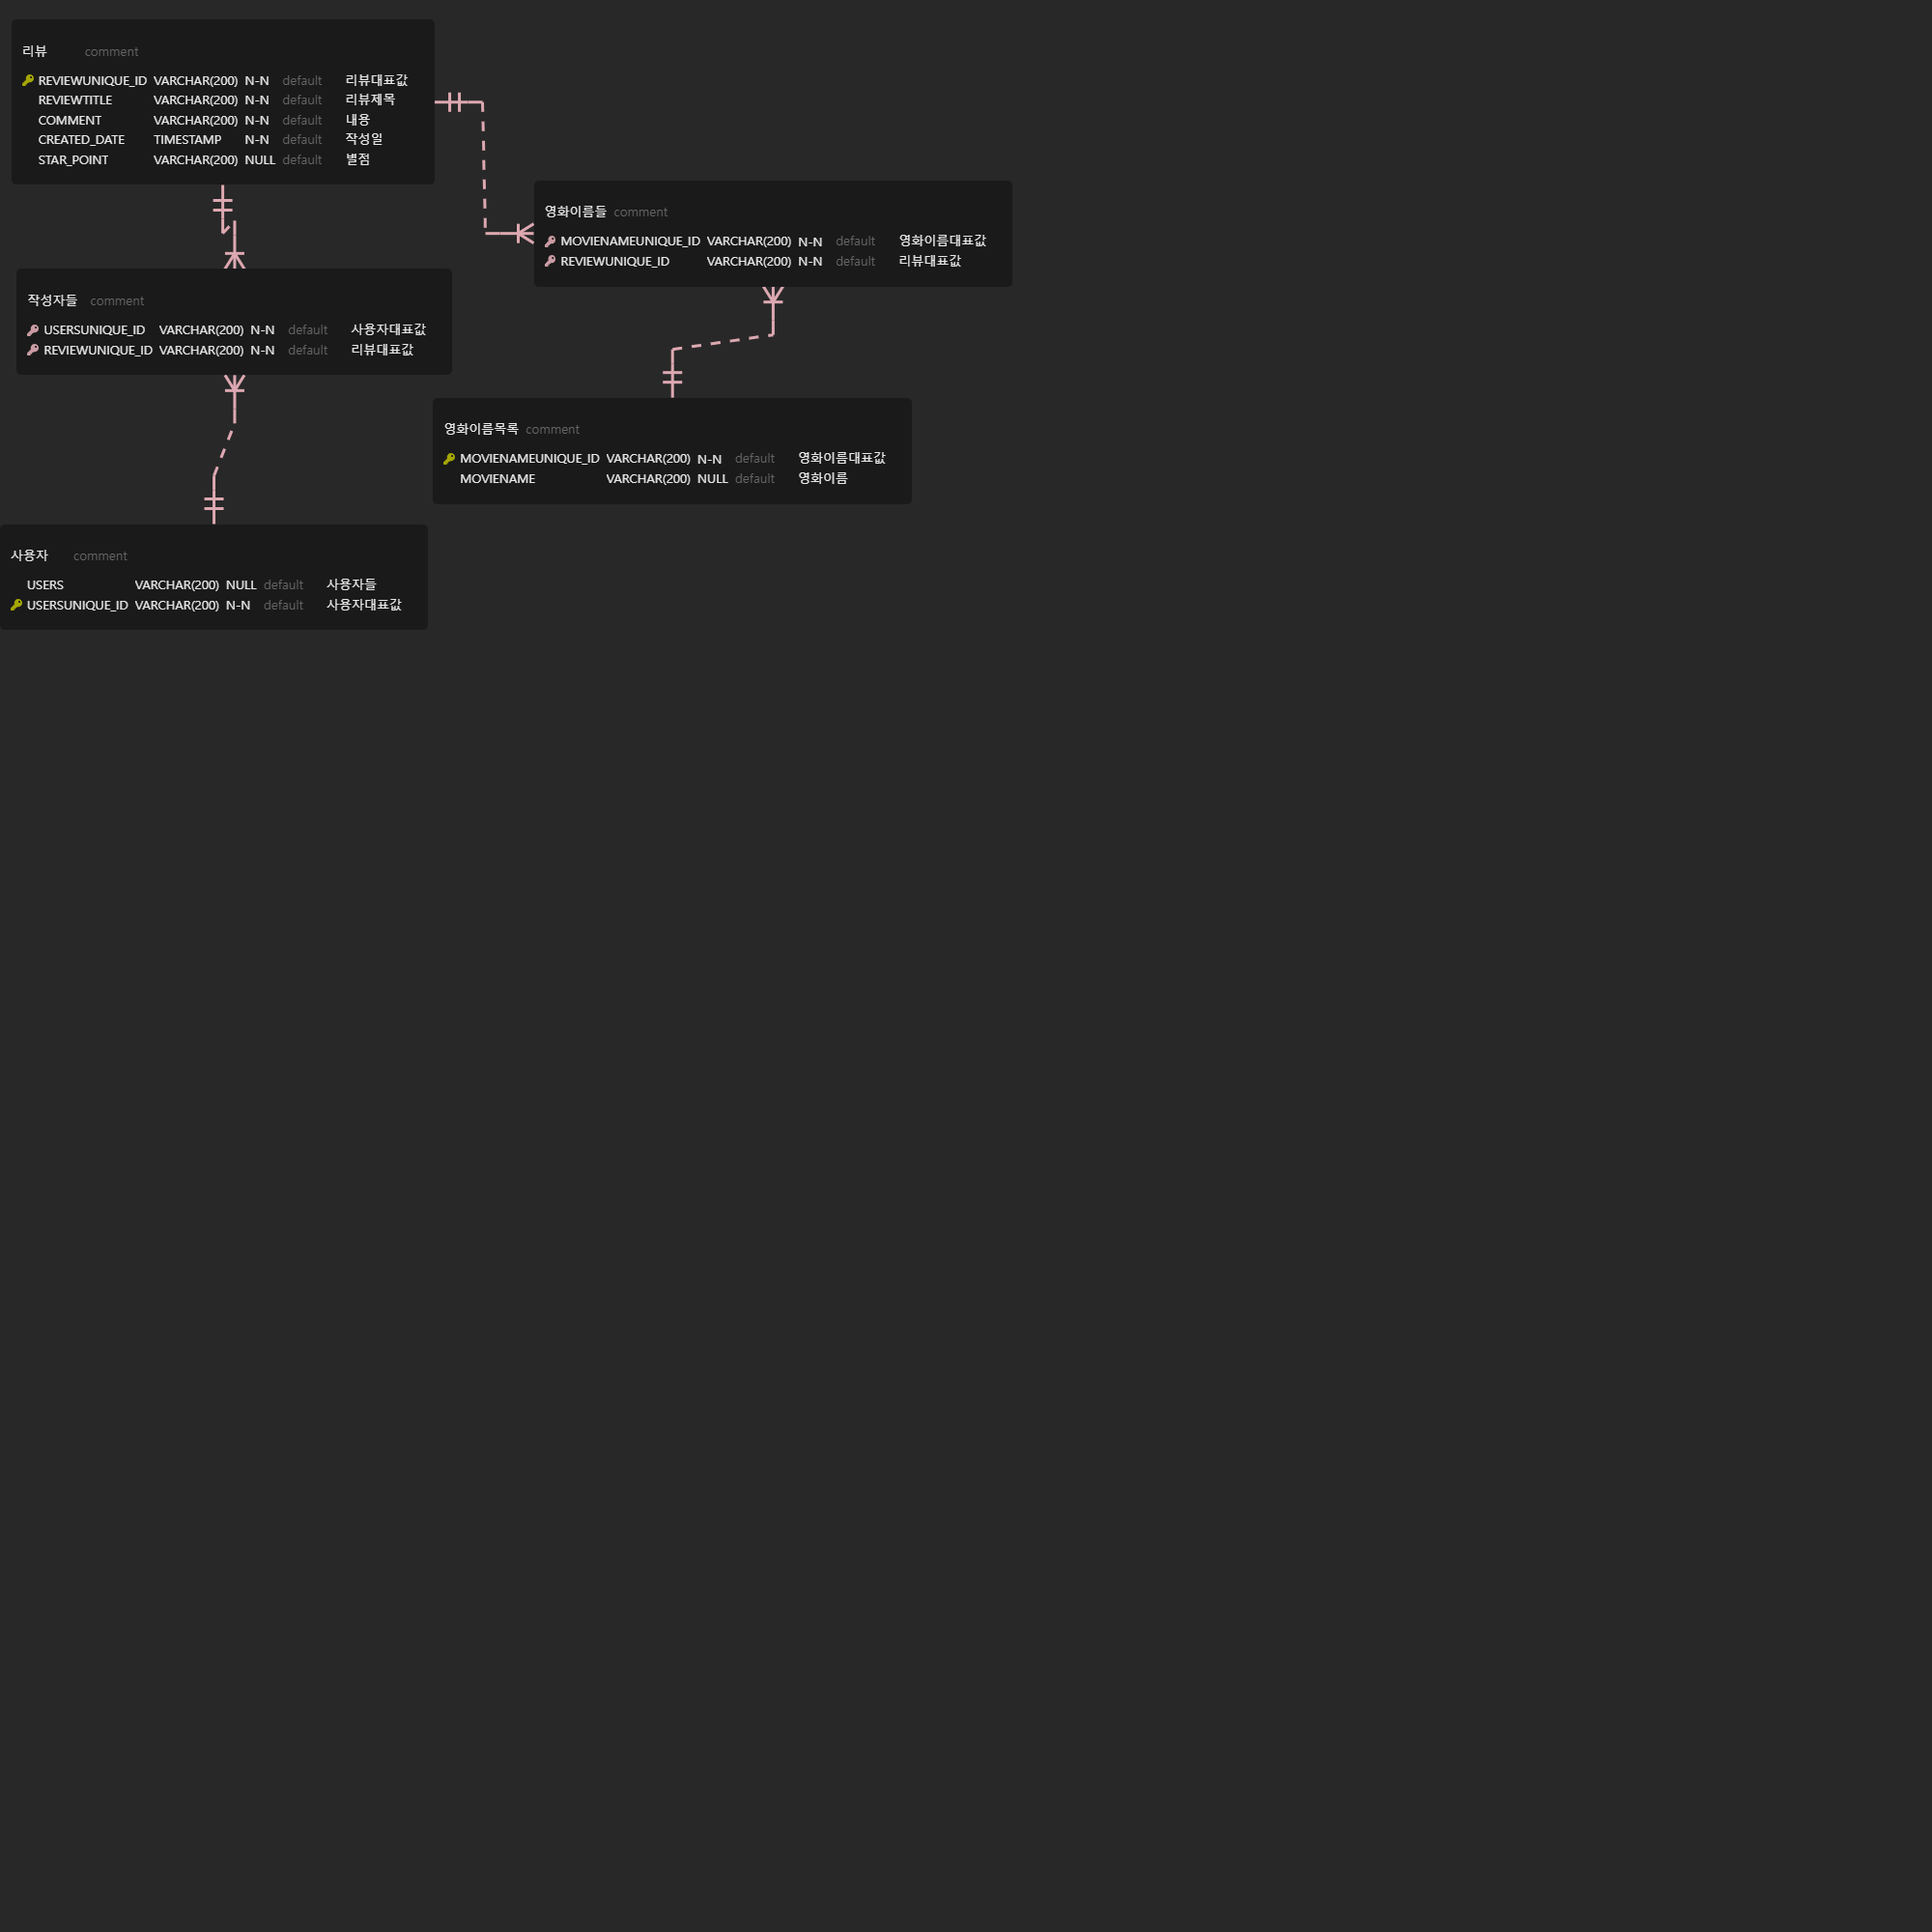 리뷰 comment
REVIEWUNIQUE_ID VARCHAR(200) N-N default 리뷰대표값
REVIEWTITLE VARCHAR(200) N-N default 리뷰제목
COMMENT VARCHAR(200) N-N default 내용
CREATED_DATE TIMESTAMP N-N default 작성일
STAR_POINT VARCHAR(200) NULL default 별점
영화이름들 comment
MOVIENAMEUNIQUE_ID VARCHAR(200) N-N default 영화이름대표값
REVIEWUNIQUE_ID VARCHAR(200) N-N default 리뷰대표값
작성자들 comment
USERSUNIQUE_ID VARCHAR(200) N-N default 사용자대표값
REVIEWUNIQUE_ID VARCHAR(200) N-N default 리뷰대표값
영화이름목록 comment
MOVIENAMEUNIQUE_ID VARCHAR(200) N-N default 영화이름대표값
MOVIENAME VARCHAR(200) NULL default 영화이름
사용자 comment
USERS VARCHAR(200) NULL default 사용자들
USERSUNIQUE_ID VARCHAR(200) N-N default 사용자대표값